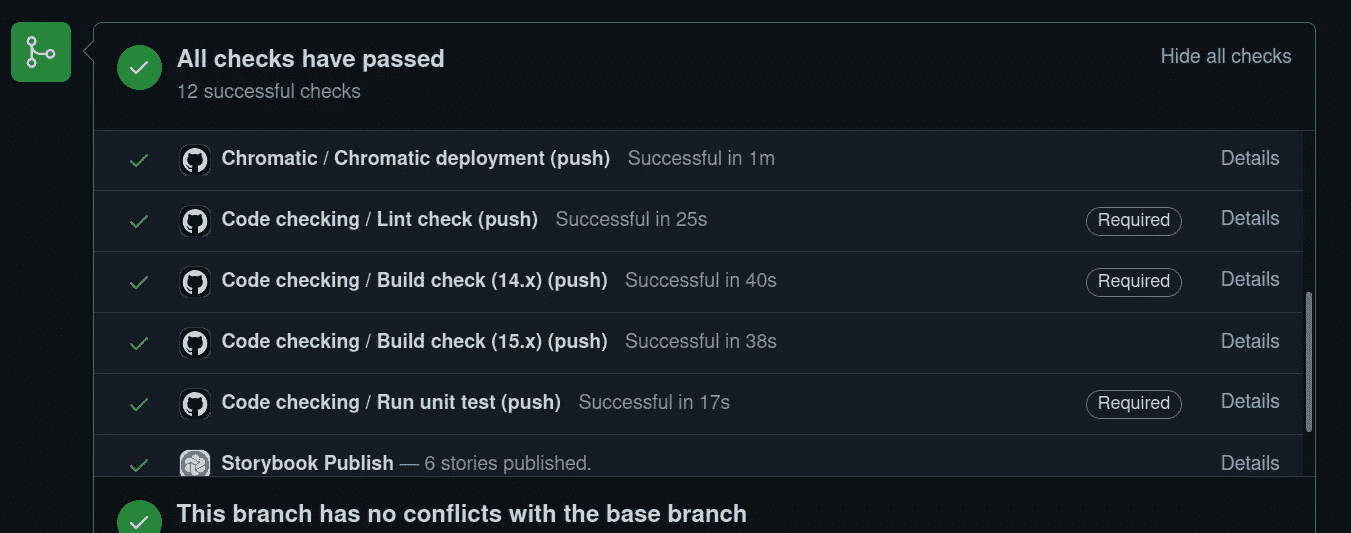 All checks have passed
Hide all checks
12 successful checks
Chromatic / Chromatic deployment (push) Successful in 1m Details
Code checking / Lint check (push) Successful in 25s Required Details
Code checking / Build check (14.x) (push) Successful in 40s Required Details
Code checking / Build check (15.x) (push) Successful in 38s Details
Code checking / Run unit test (push) Successful in 17s Required Details
Storybook Publish — 6 stories published. Details
This branch has no conflicts with the base branch